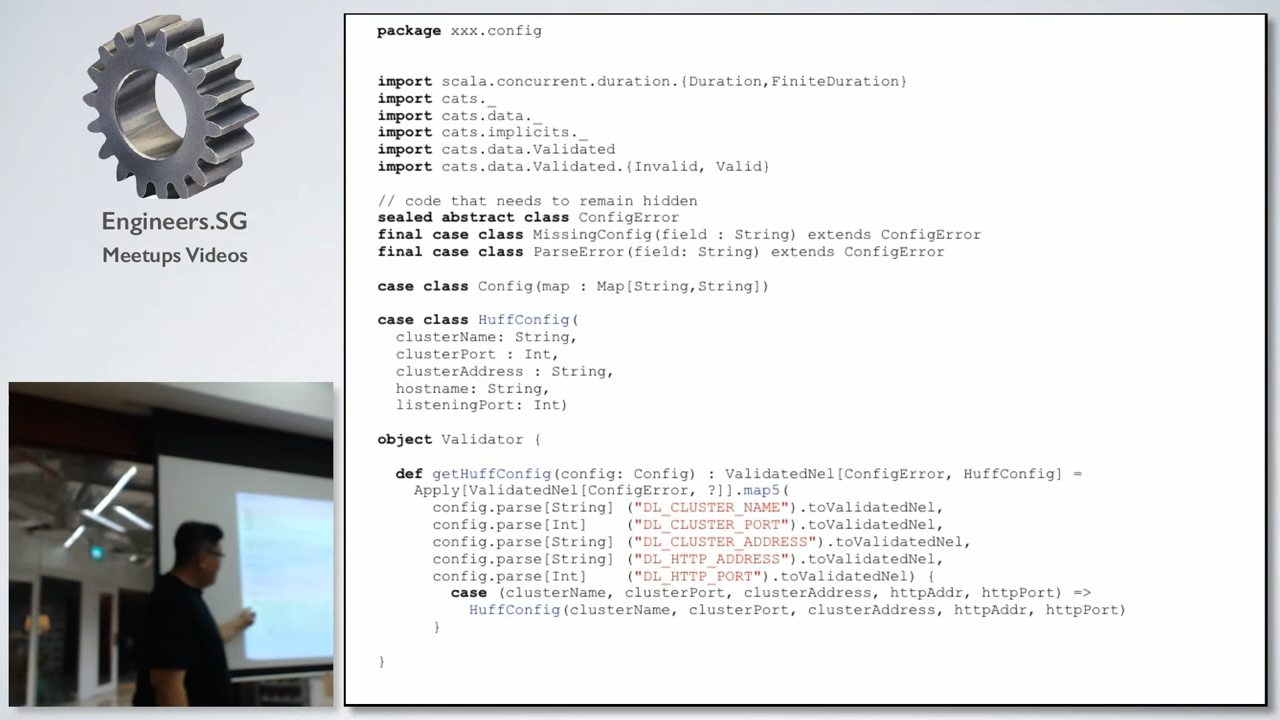 Engineers.SG
Meetups Videos
package xxx.config
import scala.concurrent.duration.{Duration,FiniteDuration}
import cats._
import cats.data._
import cats.implicits._
import cats.data.Validated
import cats.data.Validated.{Invalid, Valid}
// code that needs to remain hidden
sealed abstract class ConfigError
final case class MissingConfig(field : String) extends ConfigError
final case class ParseError(field: String) extends ConfigError
case class Config(map : Map[String,String])
case class HuffConfig(
clusterName: String,
clusterPort : Int,
clusterAddress : String,
hostname: String,
listeningPort: Int)
object Validator {
def getHuffConfig(config: Config) : ValidatedNel[ConfigError, HuffConfig] =
Apply[ValidatedNel[ConfigError, ?]].map5(
config.parse[String] ("DL_CLUSTER_NAME").toValidatedNel,
config.parse[Int] ("DL_CLUSTER_PORT").toValidatedNel,
config.parse[String] ("DL_CLUSTER_ADDRESS").toValidatedNel,
config.parse[String] ("DL_HTTP_ADDRESS").toValidatedNel,
config.parse[Int] ("DL_HTTP_PORT").toValidatedNel) {
case (clusterName, clusterPort, clusterAddress, httpAddr, httpPort) =>
HuffConfig(clusterName, clusterPort, clusterAddress, httpAddr, httpPort)
}
}